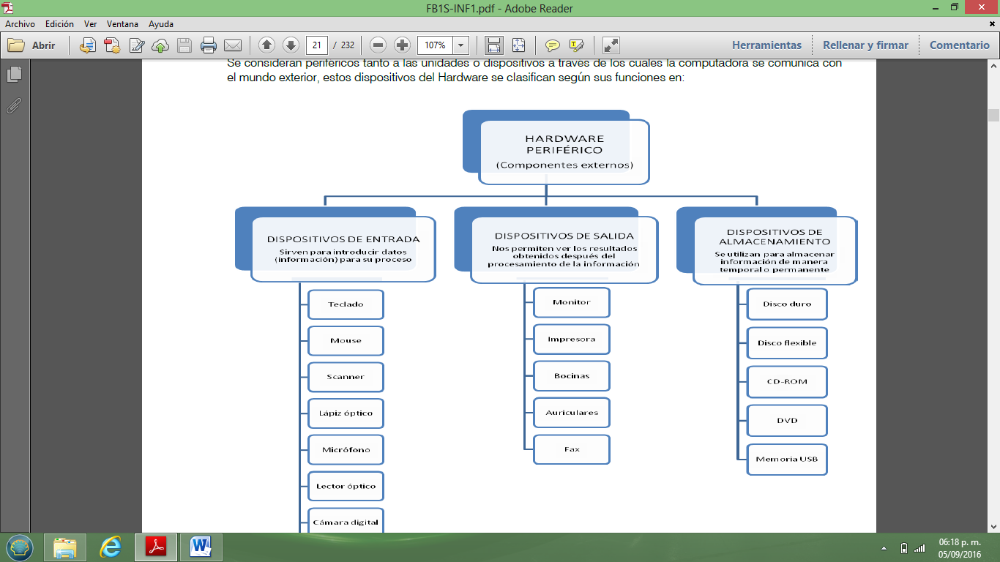 FB1S-INF1.pdf - Adobe Reader
Archivo Edición Ver Ventana Ayuda
Abrir 21 / 232 107% Herramientas Rellenar y firmar Comentario
Se consideran periféricos tanto a las unidades o dispositivos a través de los cuales la computadora se comunica con
el mundo exterior, estos dispositivos del Hardware se clasifican según sus funciones en:
HARDWARE
PERIFÉRICO
(Componentes externos)
DISPOSITIVOS DE ENTRADA
Sirven para introducir datos
(información) para su proceso
Teclado
Mouse
Scanner
Lápiz óptico
Micrófono
Lector óptico
Cámara digital
DISPOSITIVOS DE SALIDA
Nos permiten ver los resultados
obtenidos después del
procesamiento de la información
Monitor
Impresora
Bocinas
Auriculares
Fax
DISPOSITIVOS DE
ALMACENAMIENTO
Se utilizan para almacenar
información de manera
temporal o permanente
Disco duro
Disco flexible
CD-ROM
DVD
Memoria USB
06:18 p. m.
05/09/2016